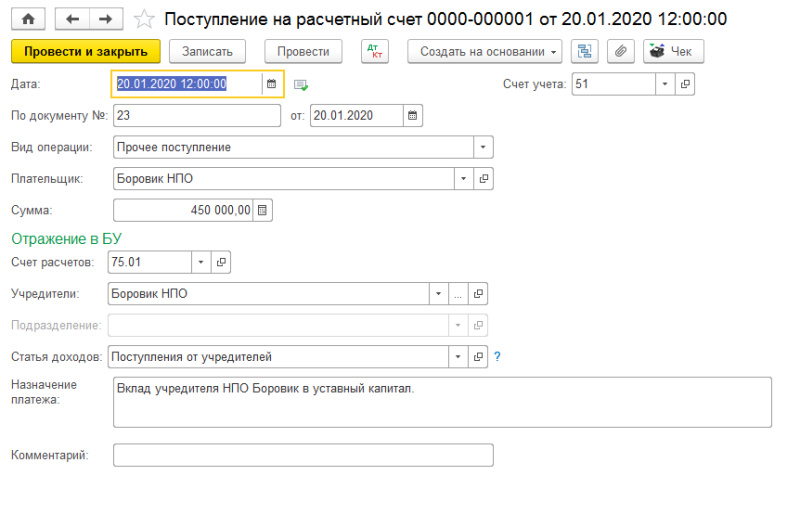 Поступление на расчетный счет 0000-000001 от 20.01.2020 12:00:00
Провести и закрыть Записать Провести Дт Кт Создать на основании Чек
Дата: 20.01.2020 12:00:00 Счет учета: 51
По документу №: 23 от: 20.01.2020
Вид операции: Прочее поступление
Плательщик: Боровик НПО
Сумма: 450 000,00
Отражение в БУ
Счет расчетов: 75.01
Учредители: Боровик НПО ...
Подразделение:
Статья доходов: Поступления от учредителей ?
Назначение
платежа: Вклад учредителя НПО Боровик в уставный капитал.
Комментарий: